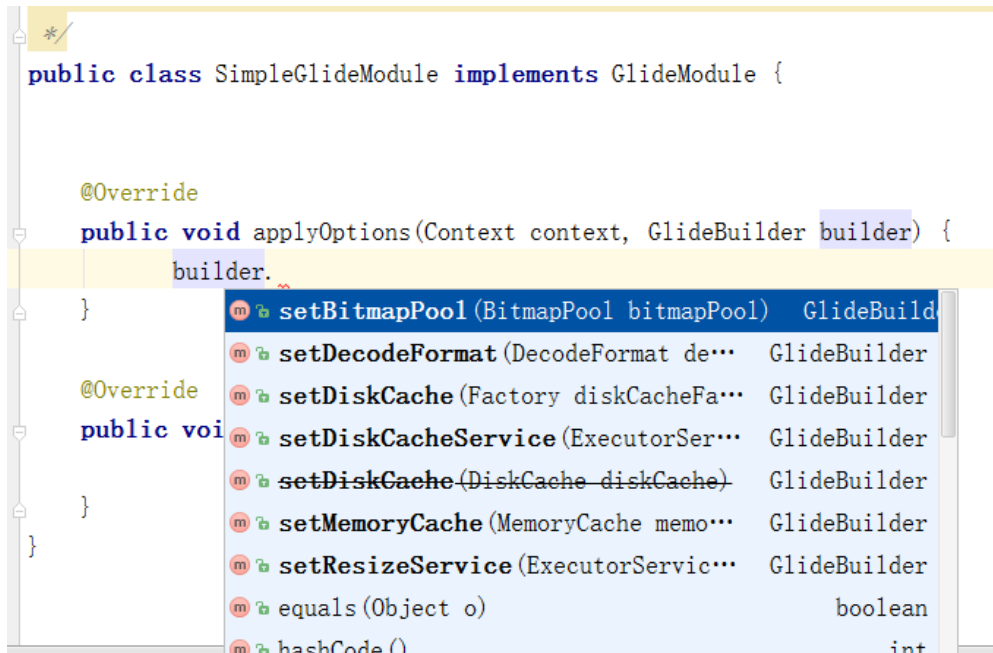 */
public class SimpleGlideModule implements GlideModule {
@Override
public void applyOptions(Context context, GlideBuilder builder) {
builder.
} m setBitmapPool(BitmapPool bitmapPool) GlideBuild
m setDecodeFormat(DecodeFormat de⋯ GlideBuilder
@Override m setDiskCache(Factory diskCacheFa⋯ GlideBuilder
public voi m setDiskCacheService(ExecutorSer⋯ GlideBuilder
m setDiskCache(DiskCache diskCache) GlideBuilder
} m setMemoryCache(MemoryCache memo⋯ GlideBuilder
} m setResizeService(ExecutorServic⋯ GlideBuilder
m equals(Object o) boolean
m hashCode() int